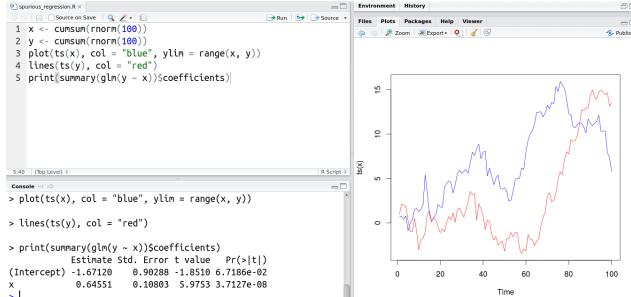 spurious_regression.R
Source on Save
Run
Source
1 x <- cumsum(rnorm(100))
2 y <- cumsum(rnorm(100))
3 plot(ts(x), col = "blue", ylim = range(x, y))
4 lines(ts(y), col = "red")
5 print(summary(glm(y ~ x))$coefficients)
5:40 (Top Level)
R Script
Console ~/
> plot(ts(x), col = "blue", ylim = range(x, y))
> lines(ts(y), col = "red")
> print(summary(glm(y ~ x))$coefficients)
Estimate Std. Error t value Pr(>|t|)
(Intercept) -1.67120 0.90288 -1.8510 6.7186e-02
x 0.64551 0.10803 5.9753 3.7127e-08
>
Environment History
Files Plots Packages Help Viewer
Zoom Export Publis
ts(x)
15
10
5
0
0 20 40 60 80 100
Time